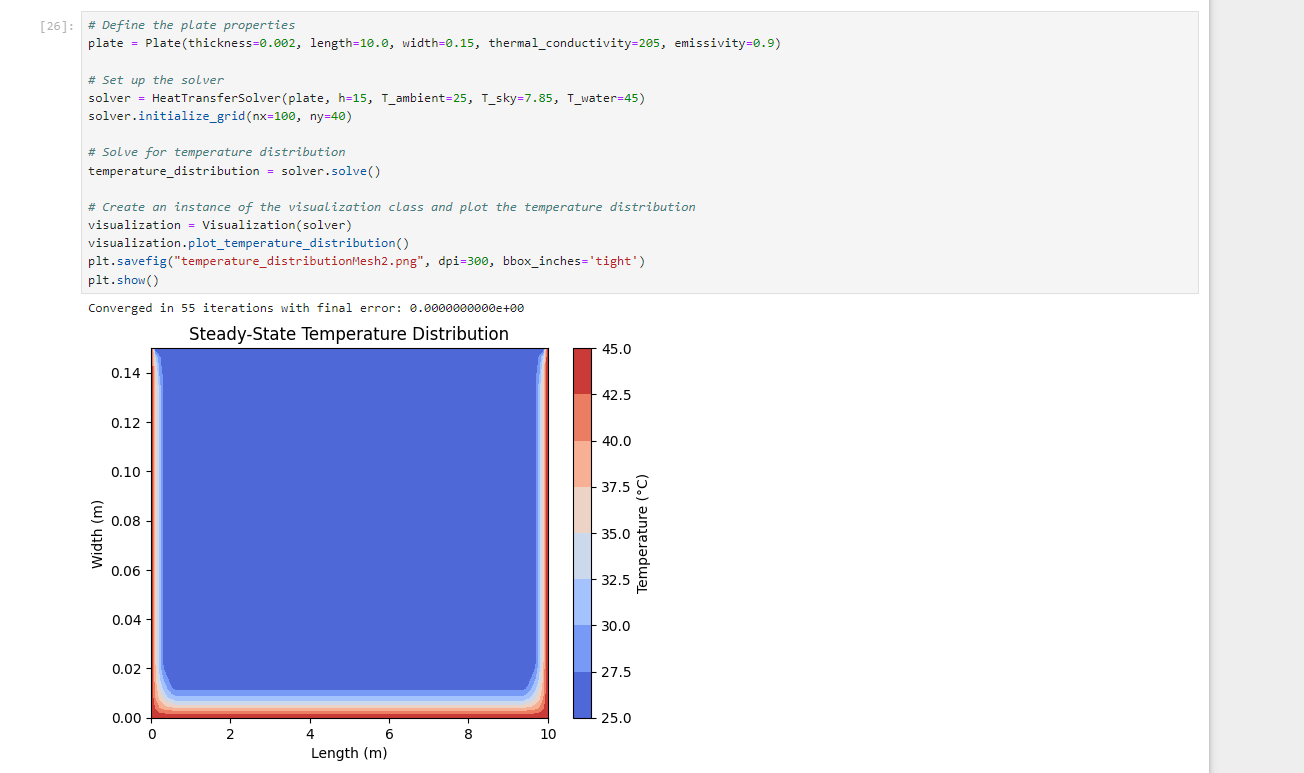 [26]:
# Define the plate properties
plate = Plate(thickness=0.002, length=10.0, width=0.15, thermal_conductivity=205, emissivity=0.9)
# Set up the solver
solver = HeatTransferSolver(plate, h=15, T_ambient=25, T_sky=7.85, T_water=45)
solver.initialize_grid(nx=100, ny=40)
# Solve for temperature distribution
temperature_distribution = solver.solve()
# Create an instance of the visualization class and plot the temperature distribution
visualization = Visualization(solver)
visualization.plot_temperature_distribution()
plt.savefig("temperature_distributionMesh2.png", dpi=300, bbox_inches='tight')
plt.show()
Converged in 55 iterations with final error: 0.0000000000e+00
Steady-State Temperature Distribution
Width (m)
0.14
0.12
0.10
0.08
0.06
0.04
0.02
0.00
0 2 4 6 8 10
Length (m)
45.0
42.5
40.0
37.5
35.0
32.5
30.0
27.5
25.0
Temperature (°C)